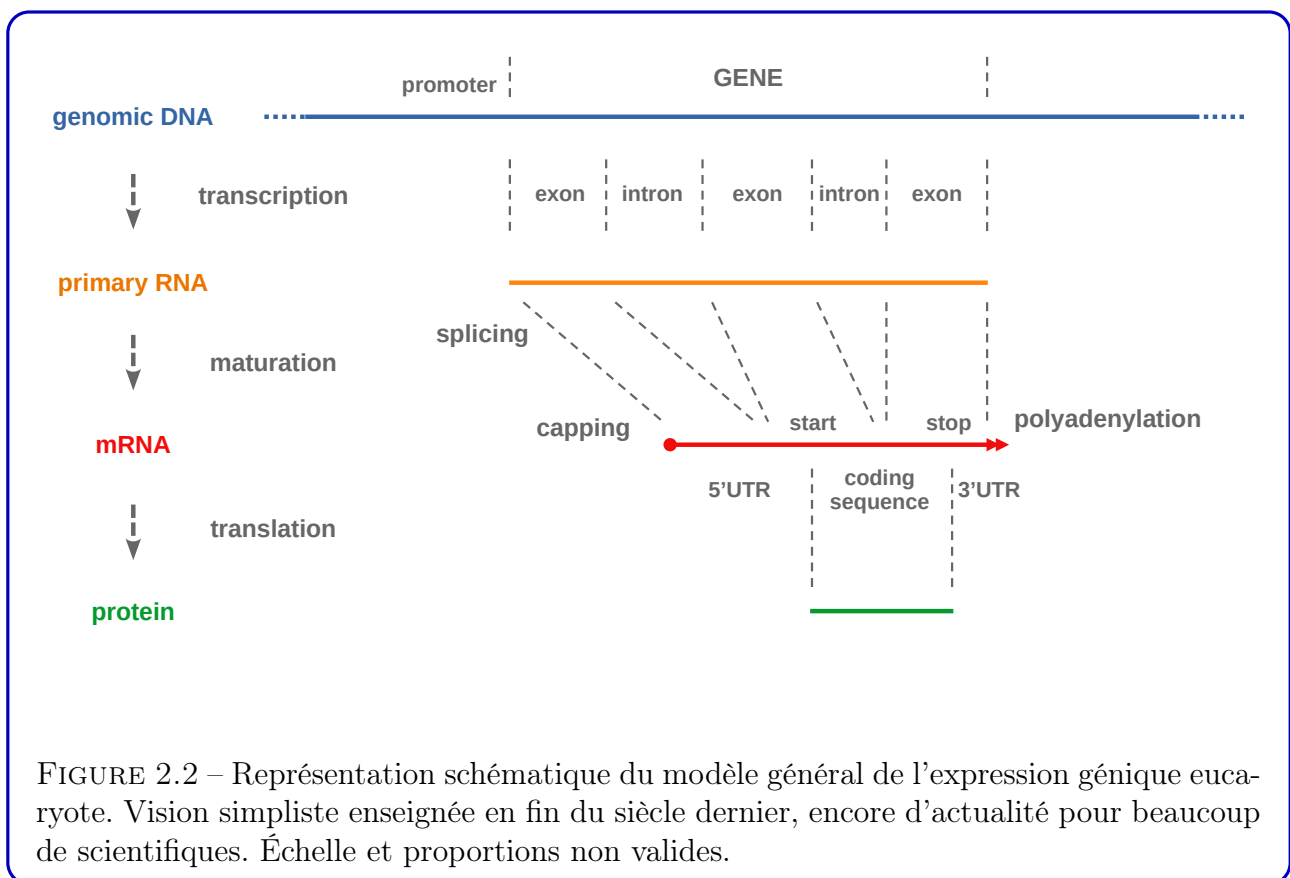 promoter
GENE
genomic DNA
transcription
exon
intron
exon
intron
exon
primary RNA
splicing
maturation
capping
start
stop
polyadenylation
mRNA
5’UTR
coding
sequence
3’UTR
translation
protein
FIGURE 2.2 – Représentation schématique du modèle général de l’expression génique euca-
ryote. Vision simpliste enseignée en fin du siècle dernier, encore d’actualité pour beaucoup
de scientifiques. Échelle et proportions non valides.